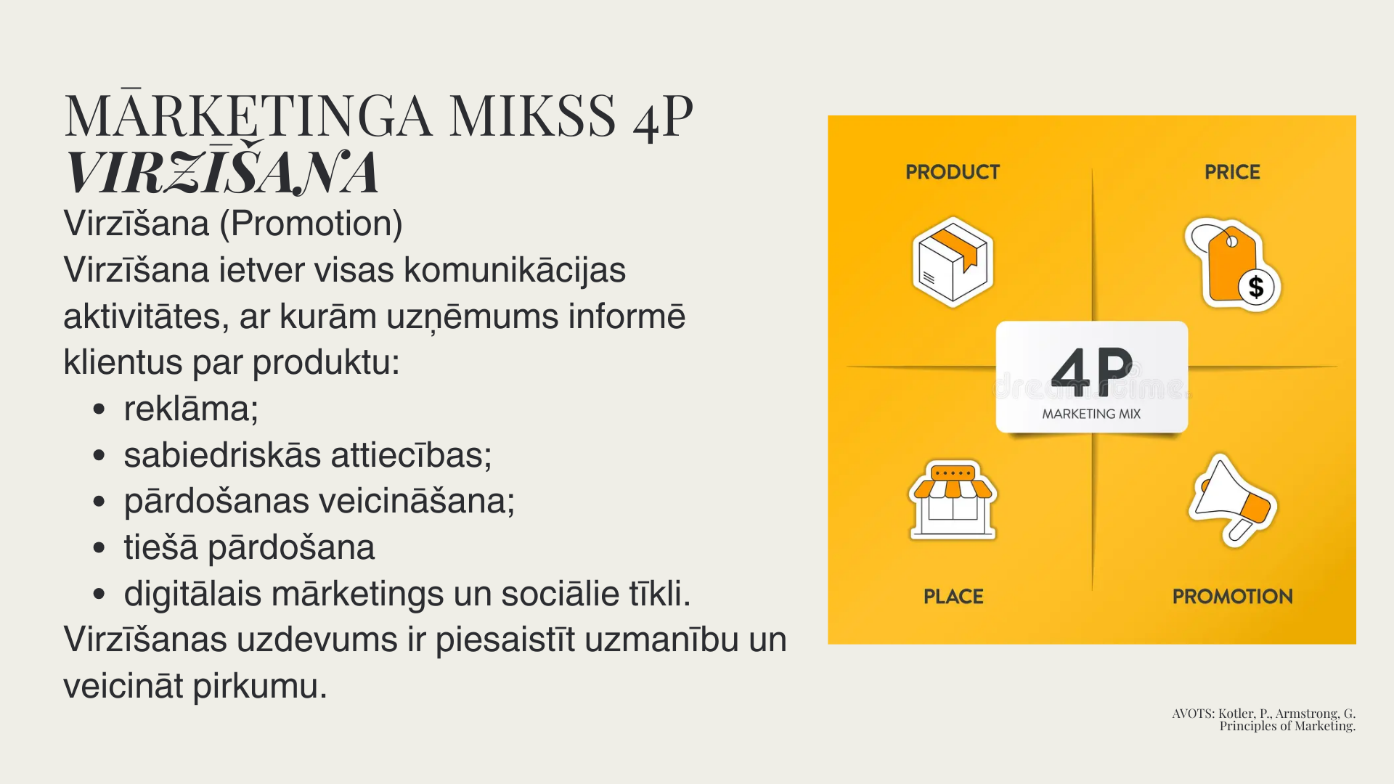 MĀRKETINGA MIKSS 4P
VIRZĪŠANA
Virzīšana (Promotion)
Virzīšana ietver visas komunikācijas
aktivitātes, ar kurām uzņēmums informē
klientus par produktu:
• reklāma;
• sabiedriskās attiecības;
• pārdošanas veicināšana;
• tiešā pārdošana
• digitālais mārketings un sociālie tīkli.
Virzīšanas uzdevums ir piesaistīt uzmanību un
veicināt pirkumu.
PRODUCT
PRICE
$
4P
dreamstime.
MARKETING MIX
PLACE
PROMOTION
AVOTS: Kotler, P., Armstrong, G.
Principles of Marketing.